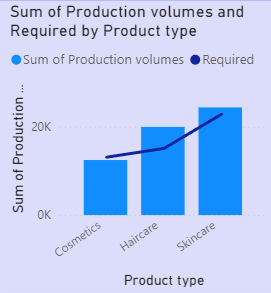 Sum of Production volumes and
Required by Product type
Sum of Production volumes Required
Sum of Production ...
20K
0K
Cosmetics
Haircare
Skincare
Product type